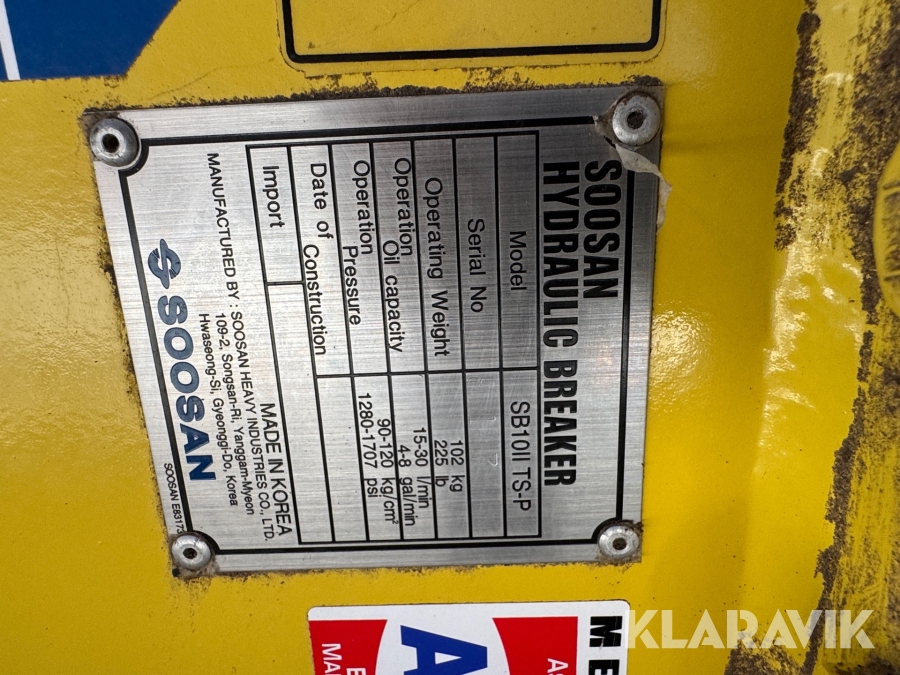 SOOSAN
HYDRAULIC BREAKER
Model SB10II TS-P
Serial No
Operating Weight 102 kg
225 lb
Operation Oil capacity 15-30 l/min
4-8 gal/min
Operation Pressure 90-120 kg/cm²
1280-1707 psi
Date of Construction
Import
MADE IN KOREA
MANUFACTURED BY : SOOSAN HEAVY INDUSTRIES CO., LTD.
109-2, Songsan-Ri, Yanggam-Myeon
Hwaseong-Si, Gyeonggi-Do, Korea
SOOSAN
SOOSAN E83173
KLARAVIK